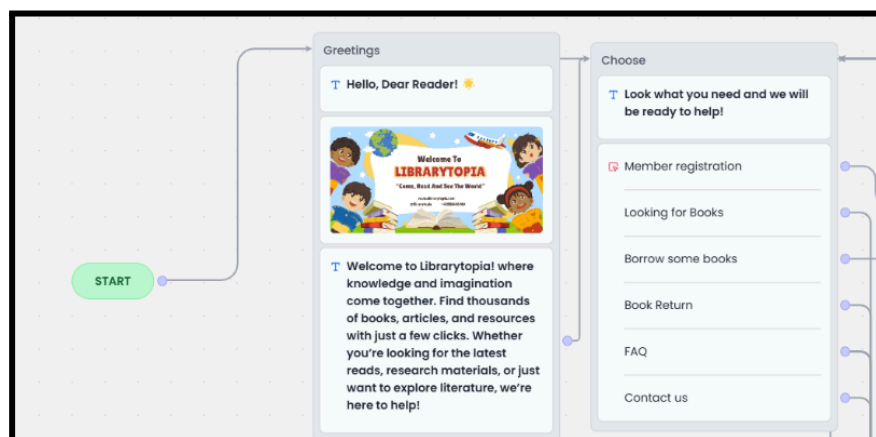 Greetings
Hello, Dear Reader! ☀️
Welcome To
LIBRARYTOPIA
"Come, Read And See The World"
Welcome to Librarytopia! where
knowledge and imagination
come together. Find thousands
of books, articles, and resources
with just a few clicks. Whether
you're looking for the latest
reads, research materials, or just
want to explore literature, we're
here to help!
START
Choose
Look what you need and we will
be ready to help!
Member registration
Looking for Books
Borrow some books
Book Return
FAQ
Contact us